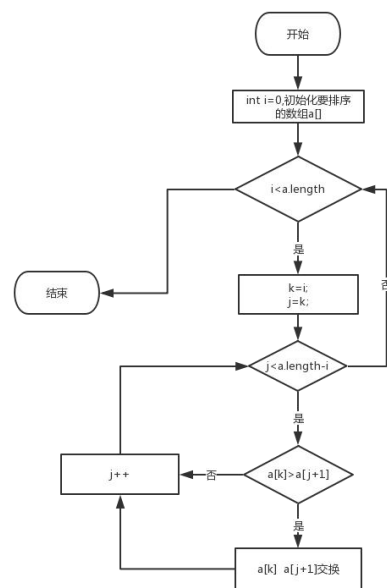 开始
int i=0,初始化要排序
的数组a[]
i<a.length
是
否
结束
k=i;
j=k;
j<a.length-i
是
j++
否
a[k]>a[j+1]
是
a[k] a[j+1]交换